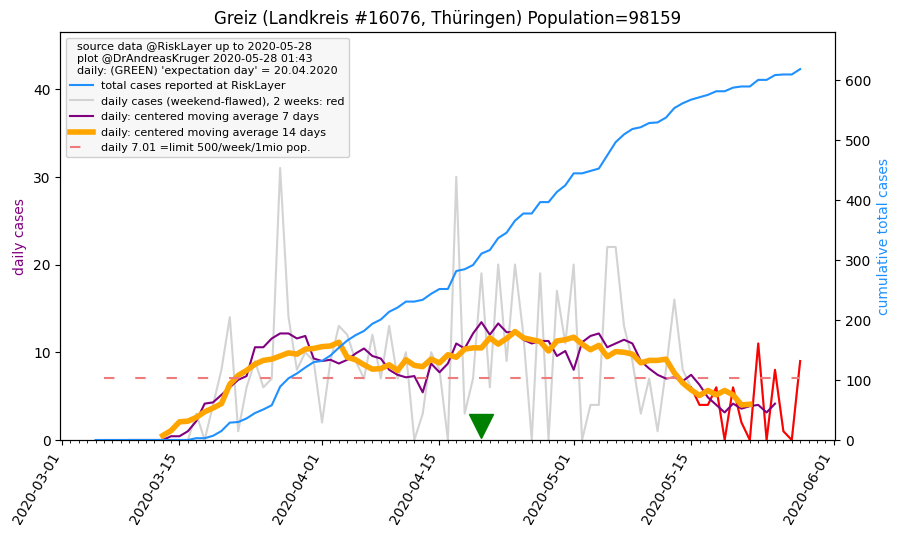 Greiz (Landkreis #16076, Thüringen) Population=98159
source data @RiskLayer up to 2020-05-28
plot @DrAndreasKruger 2020-05-28 01:43
daily: (GREEN) 'expectation day' = 20.04.2020
total cases reported at RiskLayer
daily cases (weekend-flawed), 2 weeks: red
daily: centered moving average 7 days
daily: centered moving average 14 days
daily 7.01 =limit 500/week/1mio pop.
daily cases
40
30
20
10
0
cumulative total cases
600
500
400
300
200
100
0
2020-03-01
2020-03-15
2020-04-01
2020-04-15
2020-05-01
2020-05-15
2020-06-01